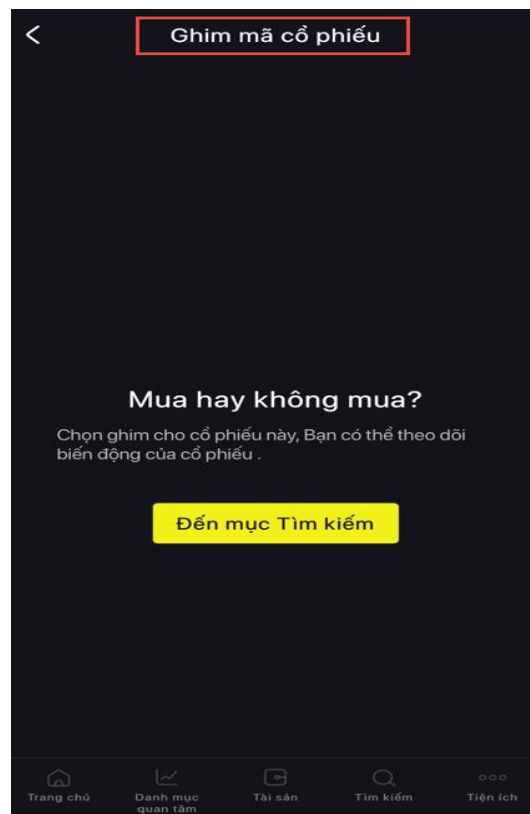 Ghim mã cổ phiếu
Mua hay không mua?
Chọn ghim cho cổ phiếu này, Bạn có thể theo dõi
biến động của cổ phiếu .
Đến mục Tìm kiếm
Trang chủ
Danh mục
quan tâm
Tài sản
Tìm kiếm
Tiện ích